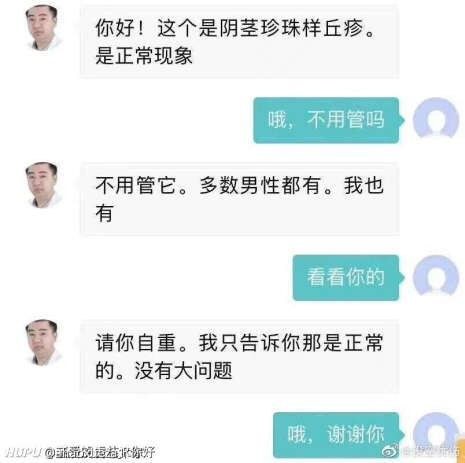 你好！这个是阴茎珍珠样丘疹。
是正常现象
哦，不用管吗
不用管它。多数男性都有。我也
有
看看你的
请你自重。我只告诉你那是正常
的。没有大问题
哦，谢谢你
HUPU